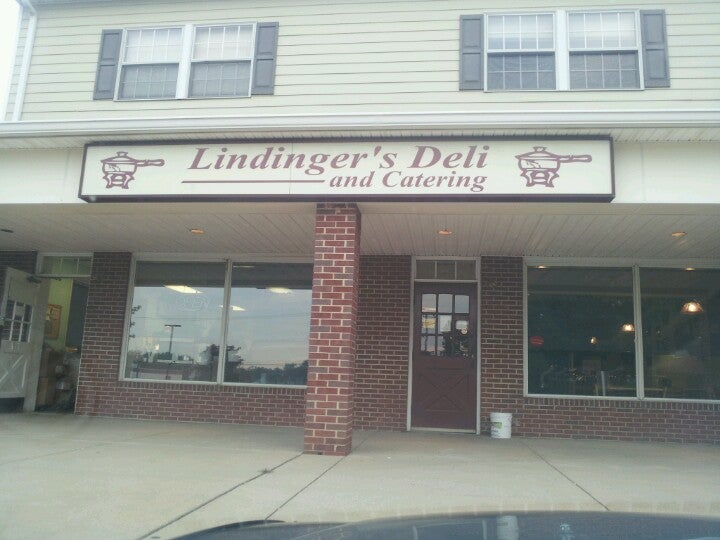 Lindinger's Deli
and Catering